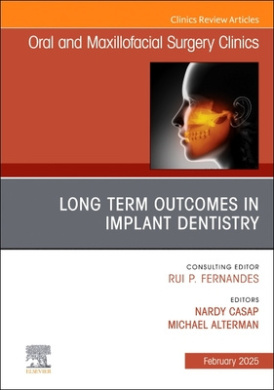 Clinics Review Articles
Oral and Maxillofacial Surgery Clinics
LONG TERM OUTCOMES IN
IMPLANT DENTISTRY
CONSULTING EDITOR
RUI P. FERNANDES
EDITORS
NARDY CASAP
MICHAEL ALTERMAN
ELSEVIER
February 2025